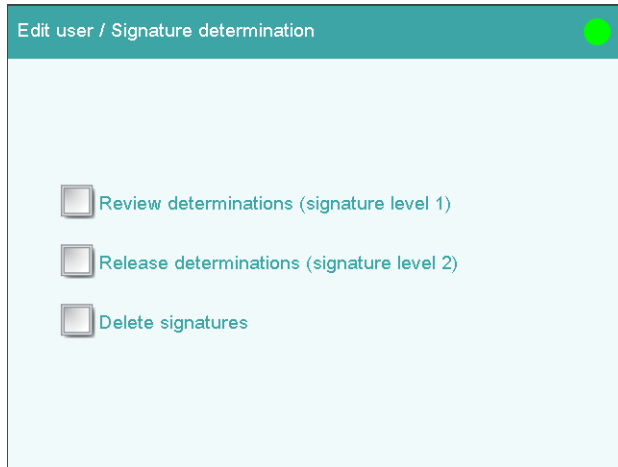 Edit user / Signature determination
Review determinations (signature level 1)
Release determinations (signature level 2)
Delete signatures